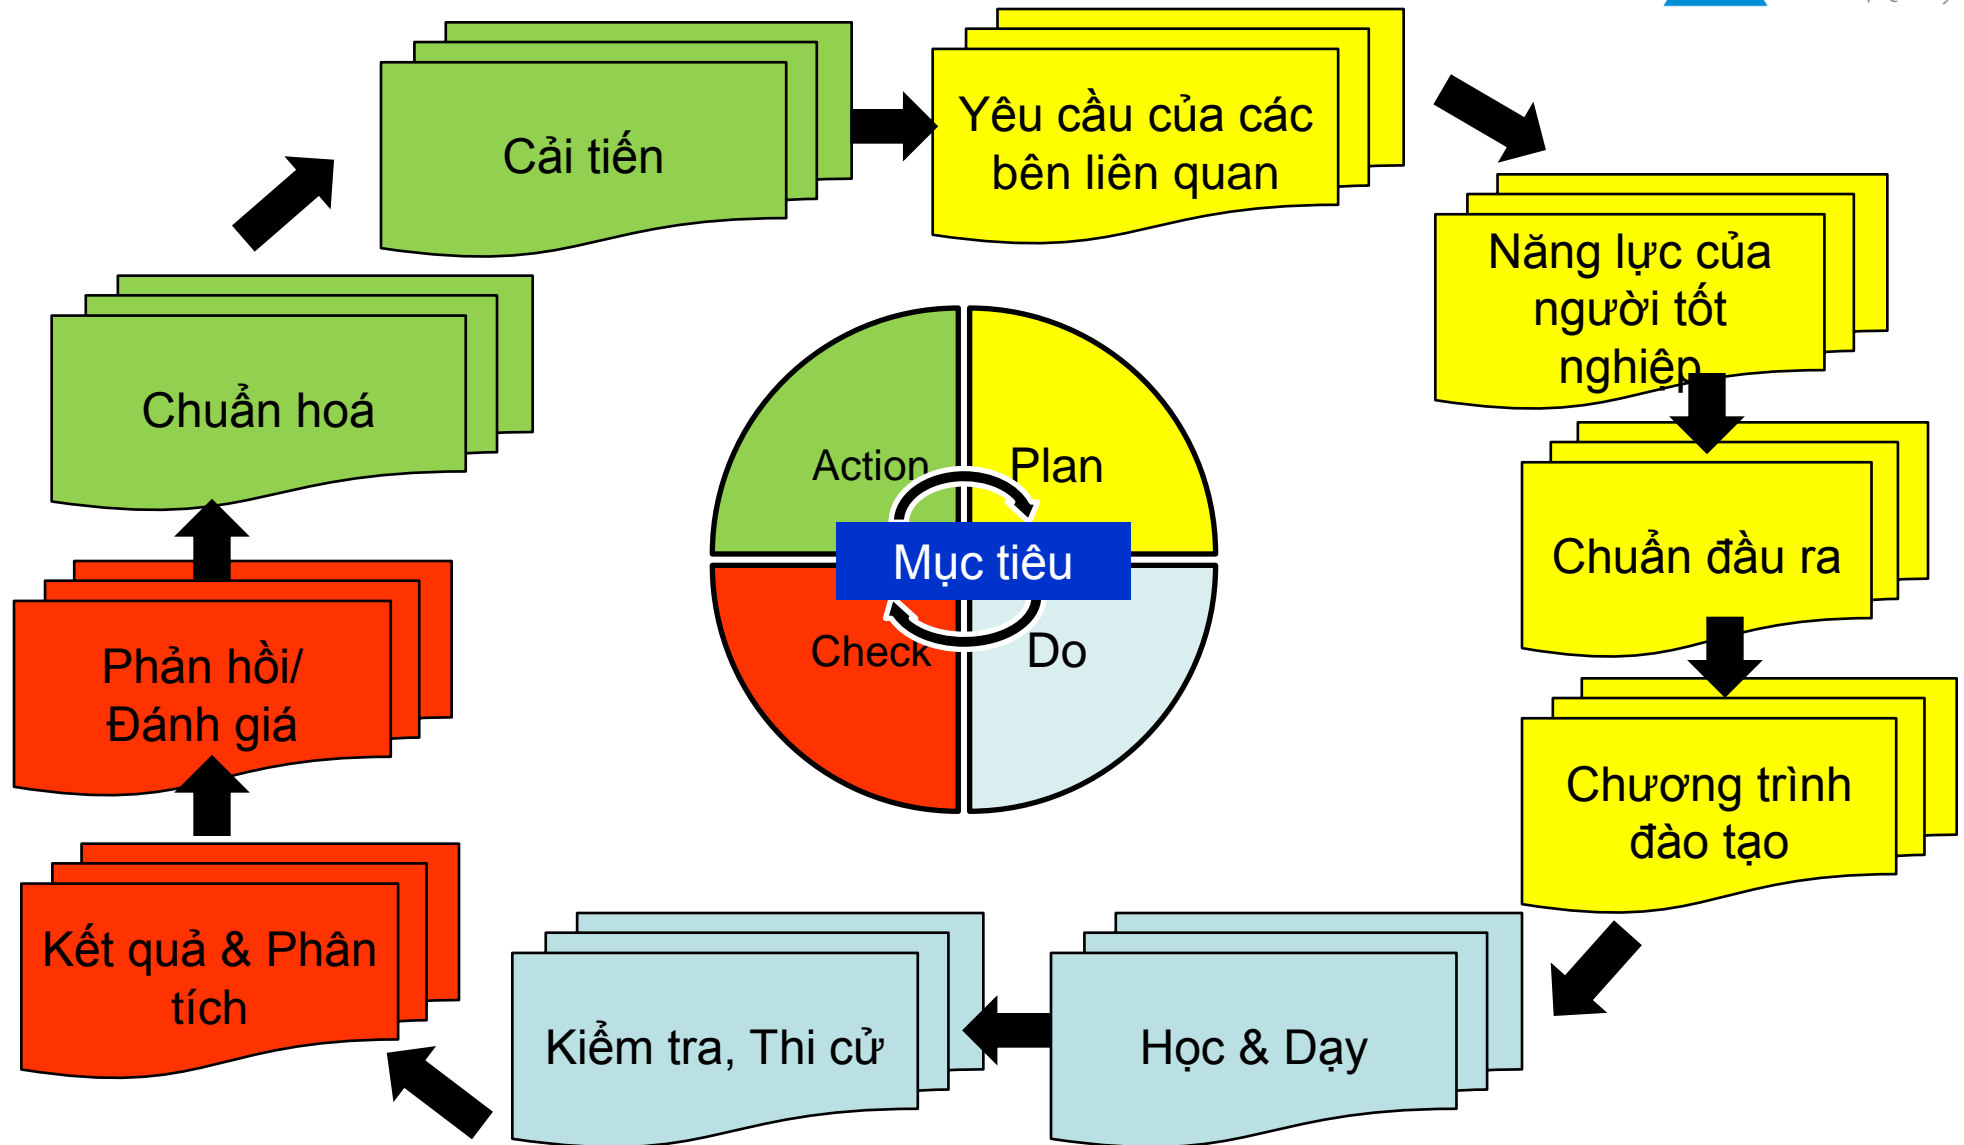 Cải tiến
Yêu cầu của các
bên liên quan
Năng lực của
người tốt
nghiệp
Chuẩn hoá
Action
Plan
Mục tiêu
Chuẩn đầu ra
Phản hồi/
Đánh giá
Check
Do
Chương trình
đào tạo
Kết quả & Phân
tích
Kiểm tra, Thi cử
Học & Dạy